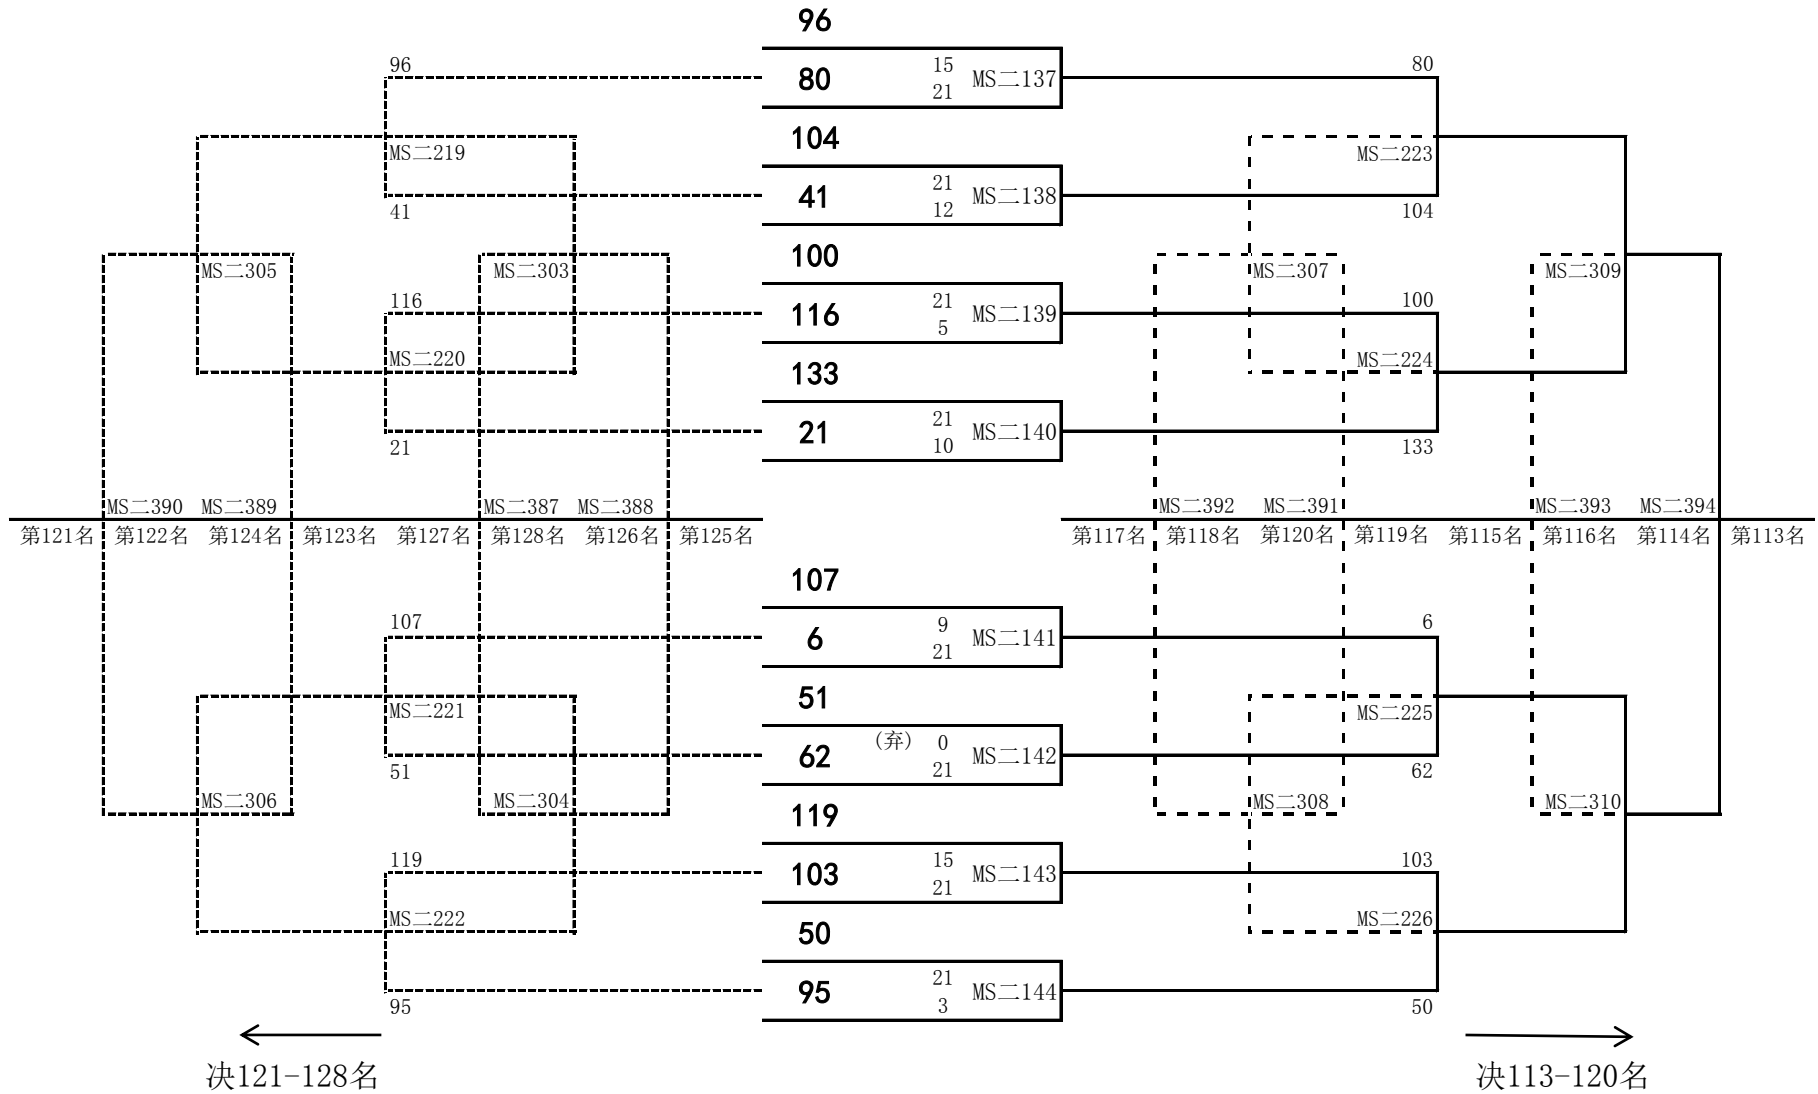 96
96
15
80
80
MS二137
21
104
MS二219
MS二223
21
41
MS二138
41
12
104
100
MS二305
MS二303
MS二307
MS二309
116
21
100
116
MS二139
5
MS二220
MS二224
133
21
21
MS二140
21
10
133
MS二390
MS二389
MS二387
MS二388
MS二392
MS二391
MS二393
MS二394
第121名
第122名
第124名
第123名
第127名
第128名
第126名
第125名
第117名
第118名
第120名
第119名
第115名
第116名
第114名
第113名
107
107
9
6
6
MS二141
21
51
MS二221
MS二225
(弃)
0
62
MS二142
51
21
62
MS二306
MS二304
MS二308
MS二310
119
119
15
103
103
MS二143
21
MS二222
MS二226
50
21
95
MS二144
95
3
50
决121-128名
决113-120名